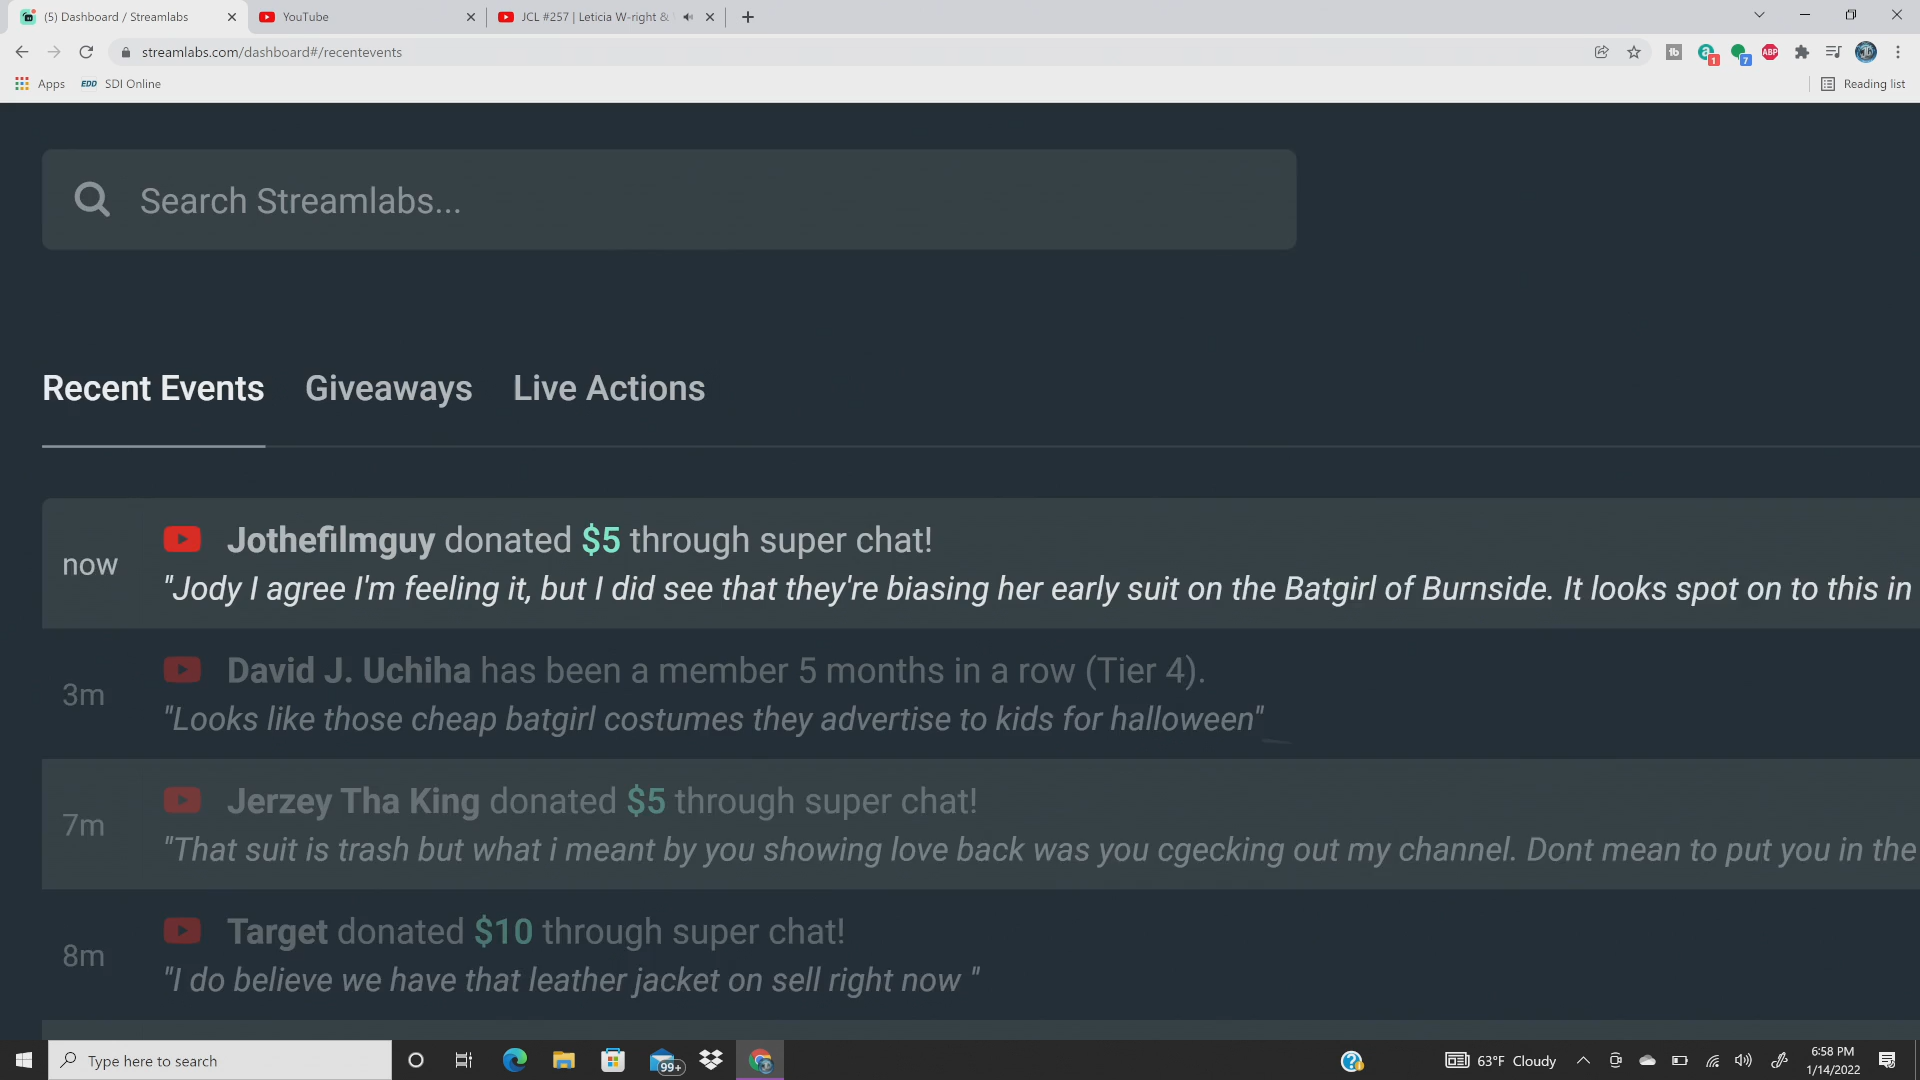 (5) Dashboard / Streamlabs
YouTube
JCL #257 | Leticia W-right &
streamlabs.com/dashboard#/recentevents
1
7
ABP
Apps
EDD
SDI Online
Reading list
Search Streamlabs...
Recent Events
Giveaways
Live Actions
now
Jothefilmguy donated $5 through super chat!
"Jody I agree I'm feeling it, but I did see that they're biasing her early suit on the Batgirl of Burnside. It looks spot on to this in
3m
David J. Uchiha has been a member 5 months in a row (Tier 4).
"Looks like those cheap batgirl costumes they advertise to kids for halloween"
7m
Jerzey Tha King donated $5 through super chat!
"That suit is trash but what i meant by you showing love back was you cgecking out my channel. Dont mean to put you in the
8m
Target donated $10 through super chat!
"I do believe we have that leather jacket on sell right now "
Type here to search
99+
63°F Cloudy
6:58 PM
1/14/2022